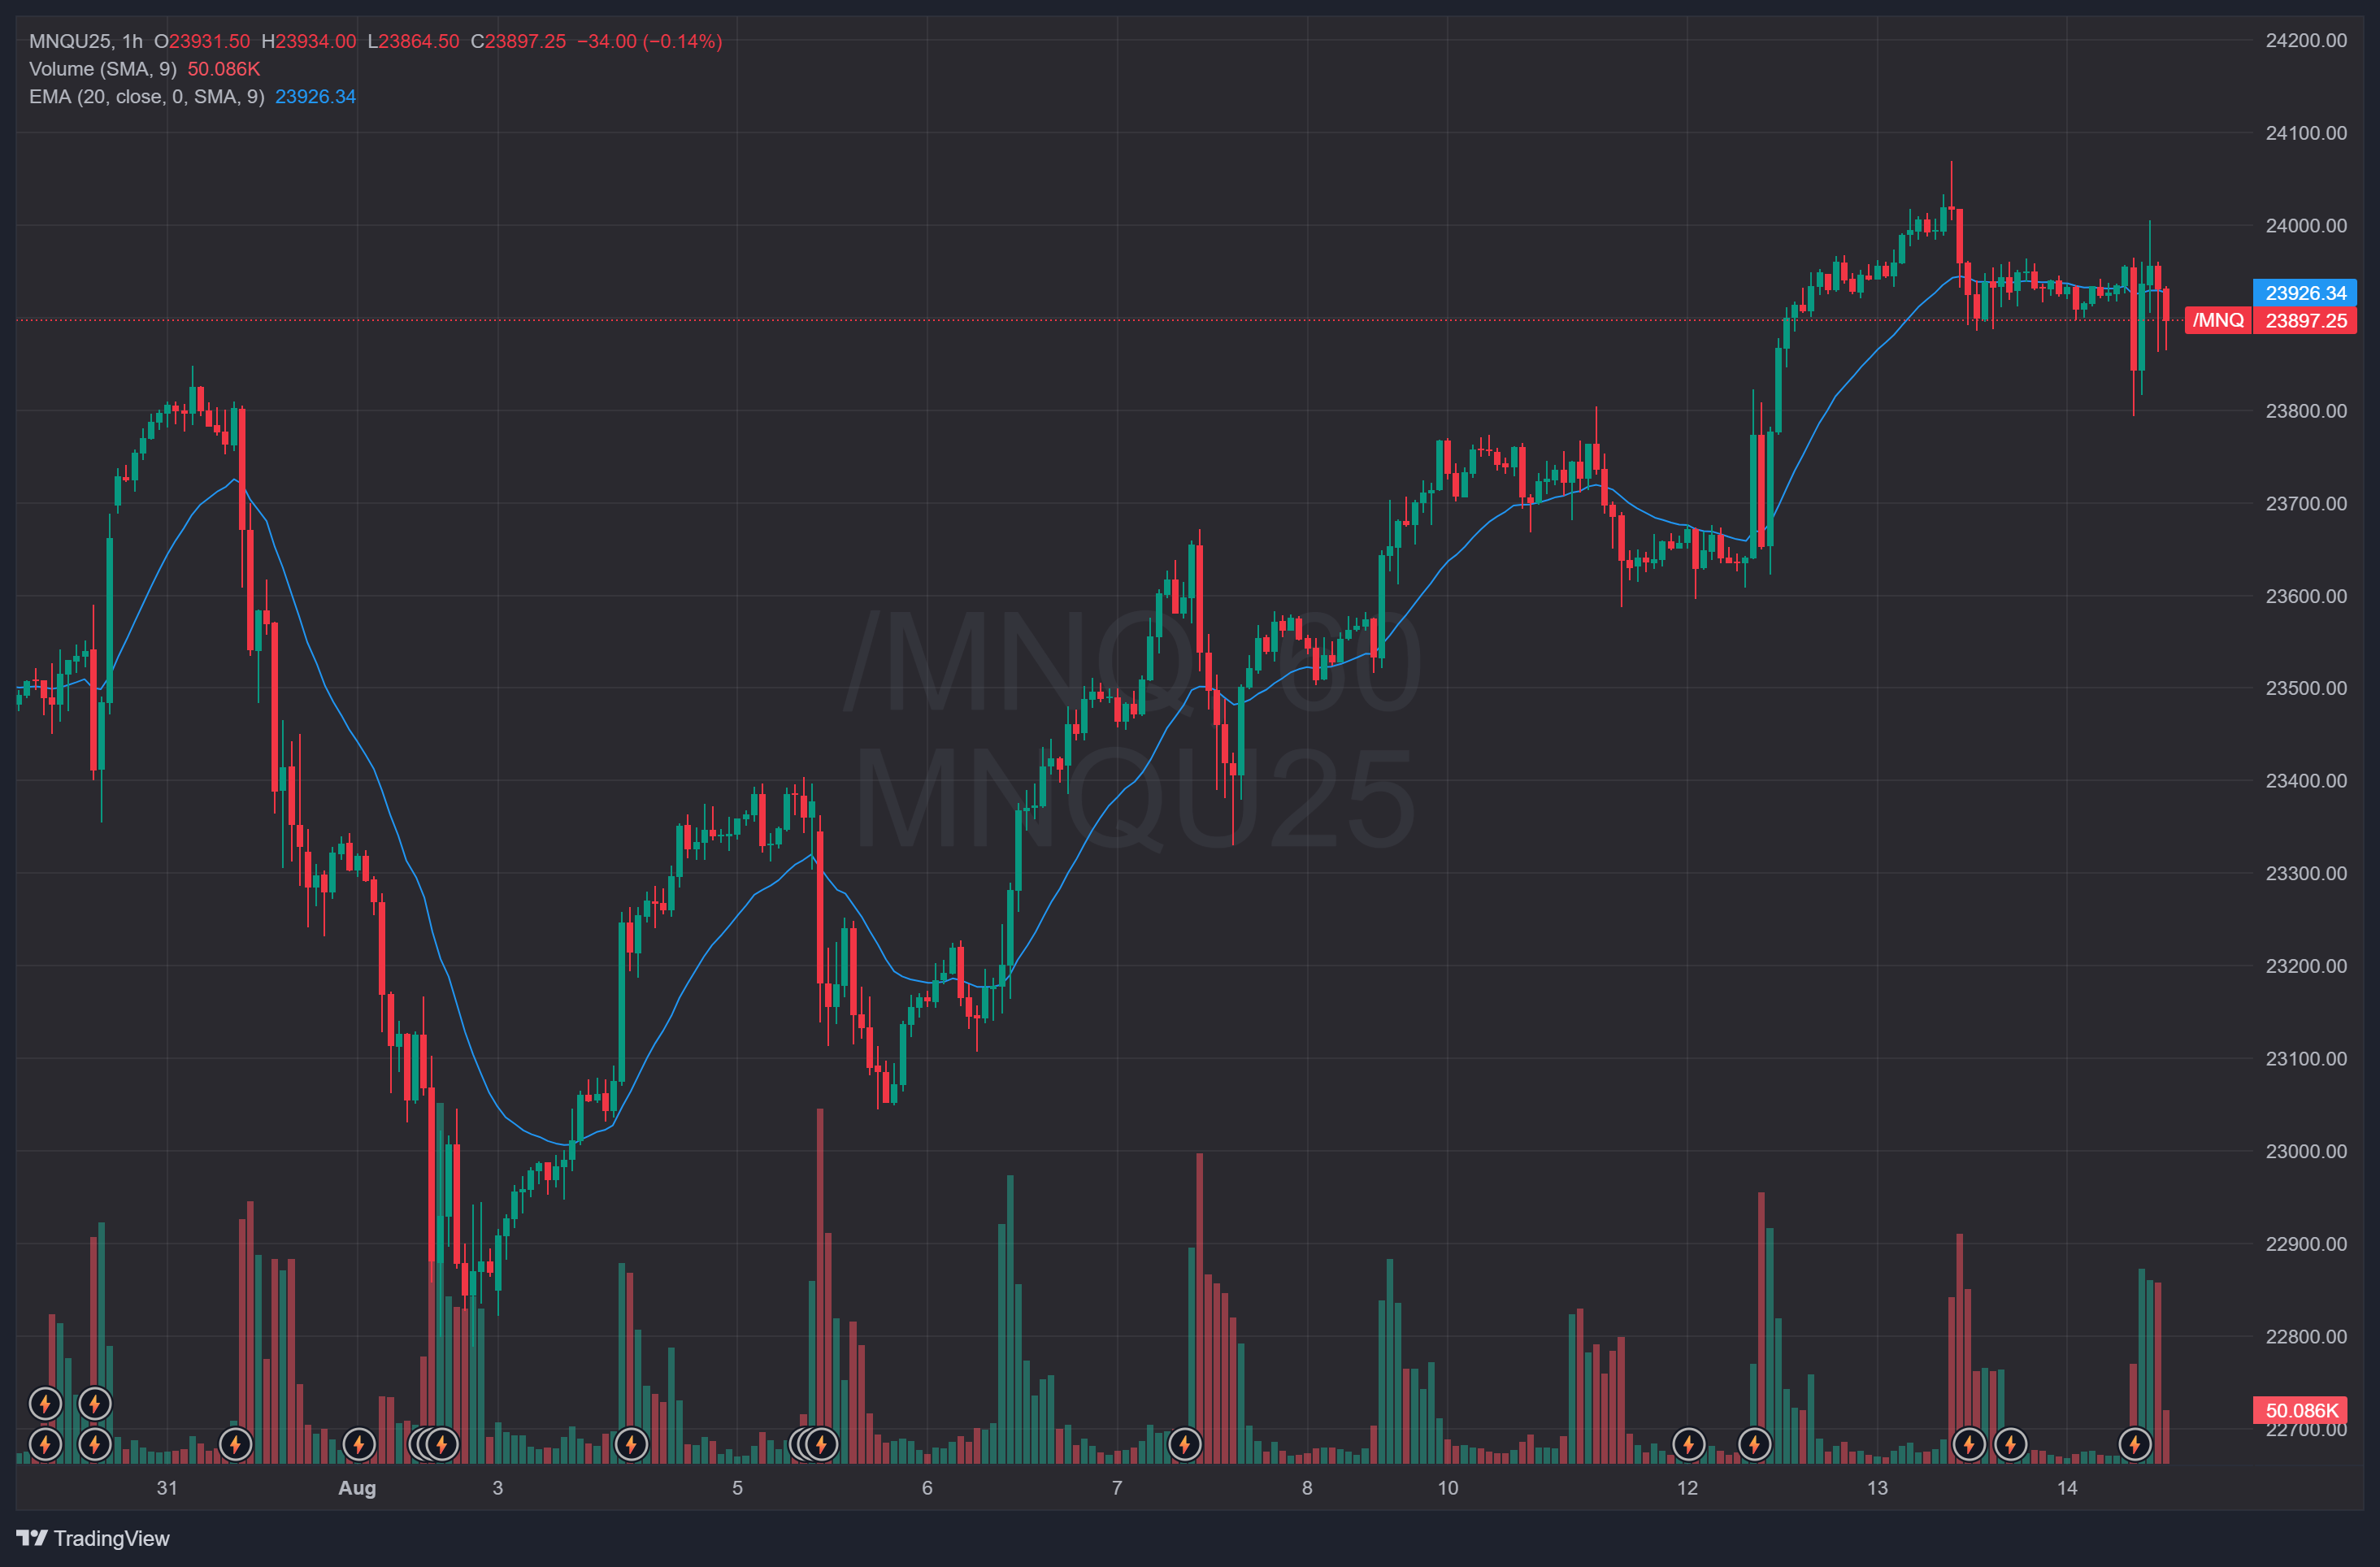 MNQU25, 1h O23931.50 H23934.00 L23864.50 C23897.25 −34.00 (−0.14%)
Volume (SMA, 9) 50.086K
EMA (20, close, 0, SMA, 9) 23926.34
24200.00
24100.00
24000.00
23926.34
/MNQ 23897.25
23800.00
23700.00
23600.00
23500.00
23400.00
23300.00
23200.00
23100.00
23000.00
22900.00
22800.00
50.086K
22700.00
/MNQ 60
MNQU25
31 Aug 3 5 6 7 8 10 12 13 14
TradingView